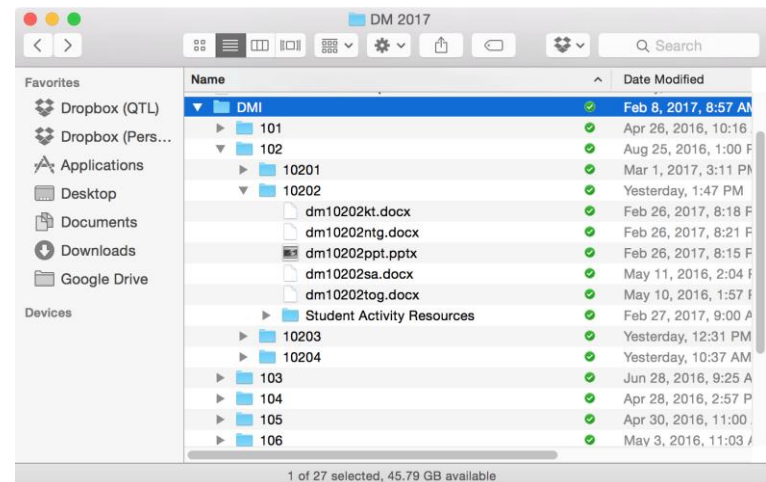 DM 2017
Search
Favorites
Dropbox (QTL)
Dropbox (Pers...
Applications
Desktop
Documents
Downloads
Google Drive
Devices
Name Date Modified
DMI Feb 8, 2017, 8:57 AM
101 Apr 26, 2016, 10:16
102 Aug 25, 2016, 1:00 P
10201 Mar 1, 2017, 3:11 PM
10202 Yesterday, 1:47 PM
dm10202kt.docx Feb 26, 2017, 8:18 P
dm10202ntg.docx Feb 26, 2017, 8:21 P
dm10202ppt.pptx Feb 26, 2017, 8:15 P
dm10202sa.docx May 11, 2016, 2:04 P
dm10202tog.docx May 10, 2016, 1:57 P
Student Activity Resources Feb 27, 2017, 9:00 A
10203 Yesterday, 12:31 PM
10204 Yesterday, 10:37 AM
103 Jun 28, 2016, 9:25 A
104 Apr 28, 2016, 2:57 P
105 Apr 30, 2016, 11:00
106 May 3, 2016, 11:03 A
1 of 27 selected, 45.79 GB available